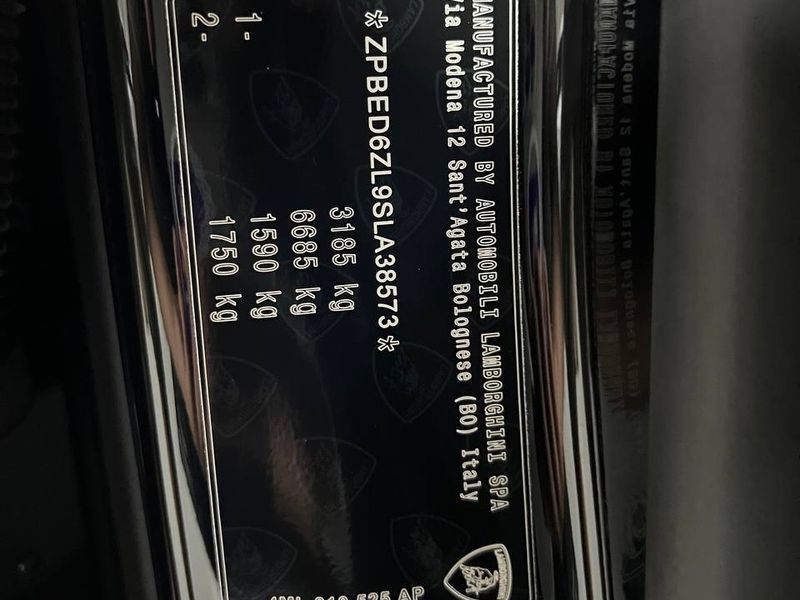 MANUFACTURED BY AUTOMOBILI LAMBORGHINI SPA
Via Modena 12 Sant'Agata Bolognese (BO) Italy
*ZPBED6ZL9SLA38573*
3185 kg
6685 kg
1- 1590 kg
2- 1750 kg
LAMBORGHINI